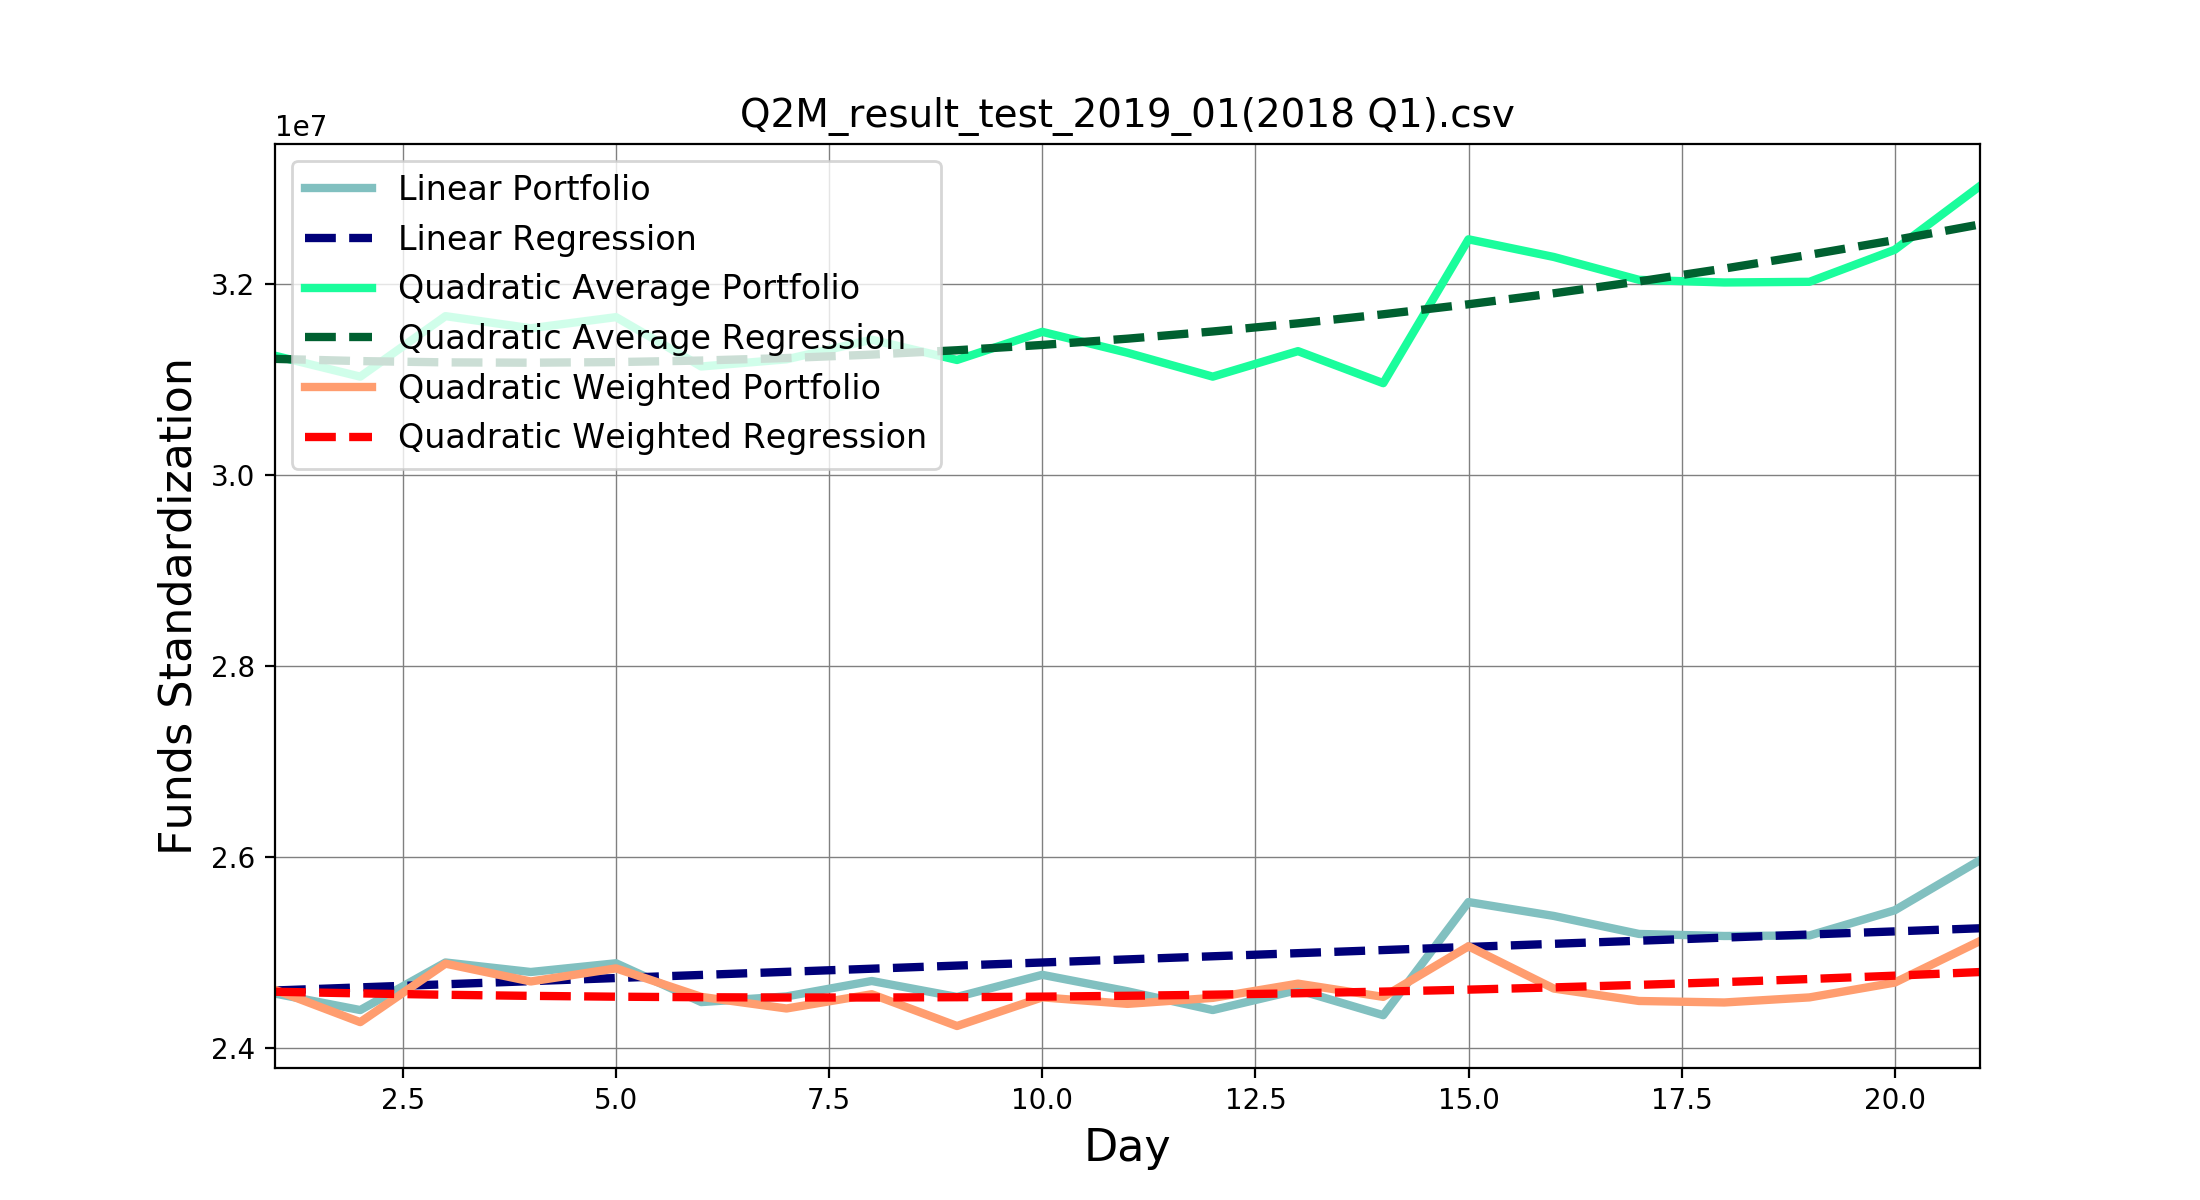 Q2M_result_test_2019_01(2018 Q1).csv
1e7
Linear Portfolio
Linear Regression
Quadratic Average Portfolio
Quadratic Average Regression
Quadratic Weighted Portfolio
Quadratic Weighted Regression
3.2
3.0
2.8
2.6
2.4
Funds Standardization
2.5 5.0 7.5 10.0 12.5 15.0 17.5 20.0
Day